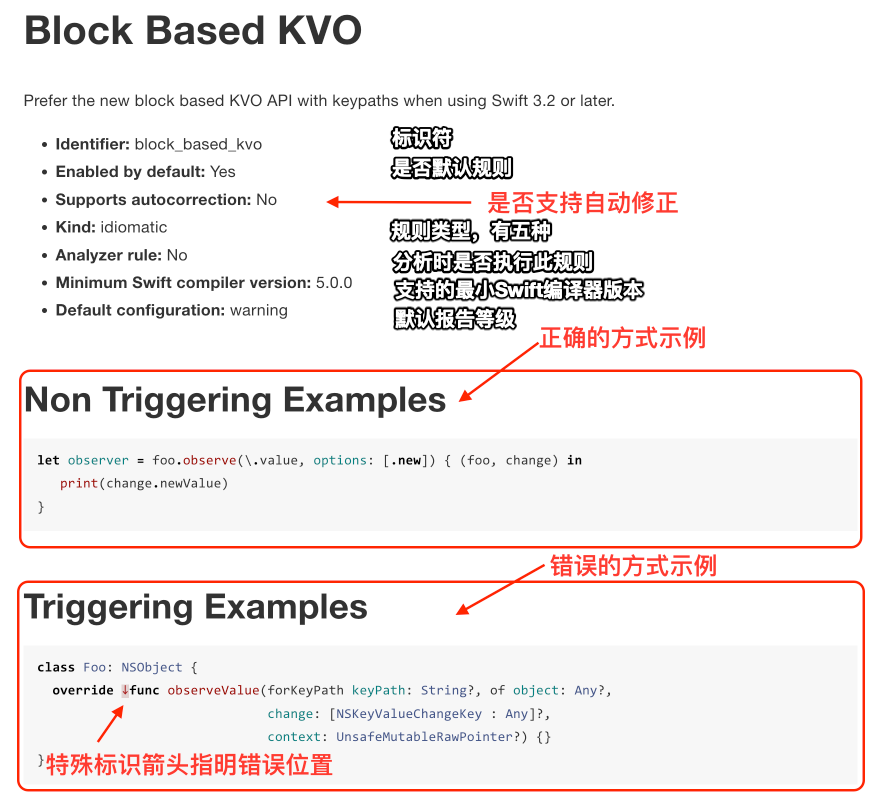 Block Based KVO
Prefer the new block based KVO API with keypaths when using Swift 3.2 or later.
• Identifier: block_based_kvo 标识符
• Enabled by default: Yes 是否默认规则
• Supports autocorrection: No 是否支持自动修正
• Kind: idiomatic 规则类型，有五种
• Analyzer rule: No 分析时是否执行此规则
• Minimum Swift compiler version: 5.0.0 支持的最小Swift编译器版本
• Default configuration: warning 默认报告等级
正确的方式示例
Non Triggering Examples
let observer = foo.observe(\.value, options: [.new]) { (foo, change) in
   print(change.newValue)
}
错误的方式示例
Triggering Examples
class Foo: NSObject {
  override ↓func observeValue(forKeyPath keyPath: String?, of object: Any?,
                              change: [NSKeyValueChangeKey : Any]?,
                              context: UnsafeMutableRawPointer?) {}
}
特殊标识箭头指明错误位置